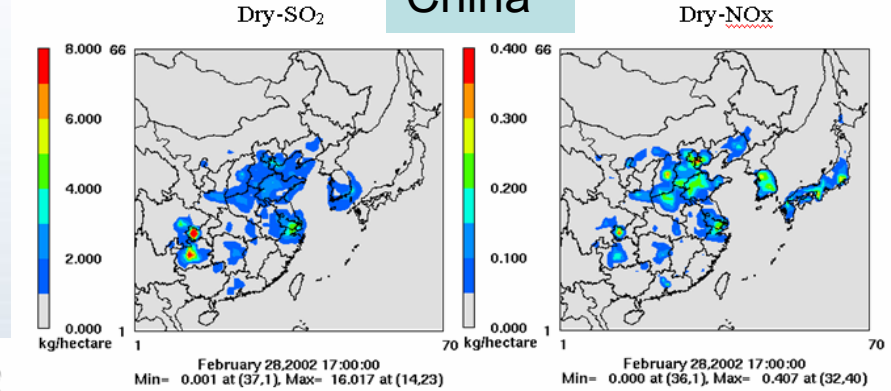 China
Dry-SO₂
8.000
6.000
4.000
2.000
0.000
kg/hectare
66
1
1
70
February 28,2002 17:00:00
Min= 0.001 at (37,1), Max= 16.017 at (14,23)
Dry-NOx
0.400
0.300
0.200
0.100
0.000
kg/hectare
66
1
1
70
February 28,2002 17:00:00
Min= 0.000 at (36,1), Max= 0.407 at (32,40)